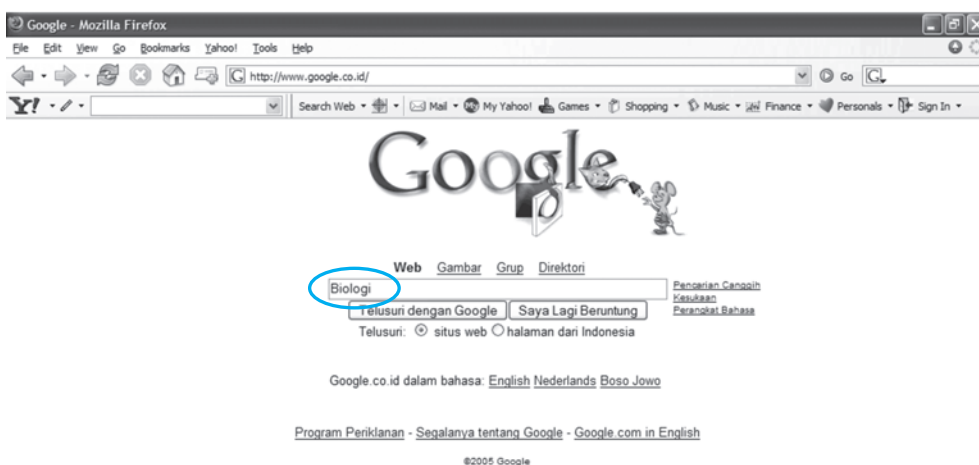 Google - Mozilla Firefox
File Edit View Go Bookmarks Yahoo! Tools Help
G http://www.google.co.id/ Go G
Y! Search Web Mail My Yahoo! Games Shopping Music Finance Personals Sign In
Google
Web Gambar Grup Direktori
Biologi Pencarian Canggih
Kesukaan
Telusuri dengan Google Saya Lagi Beruntung Perangkat Bahasa
Telusuri: situs web halaman dari Indonesia
Google.co.id dalam bahasa: English Nederlands Boso Jowo
Program Periklanan - Segalanya tentang Google - Google.com in English
©2005 Google